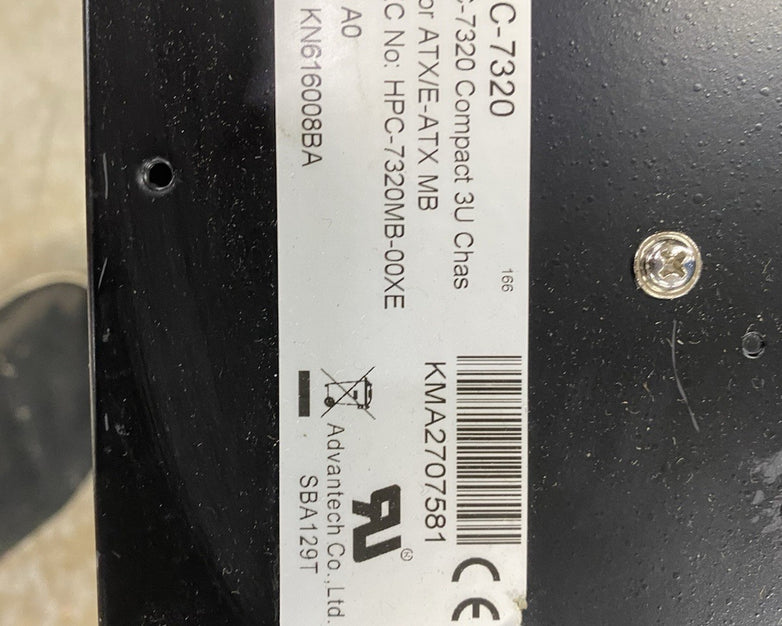 C-7320
C-7320 Compact 3U Chas
or ATX/E-ATX MB
C No: HPC-7320MB-00XE
A0
KN616008BA
166
KMA2707581
CE
Advantech Co.,Ltd.
SBA129T